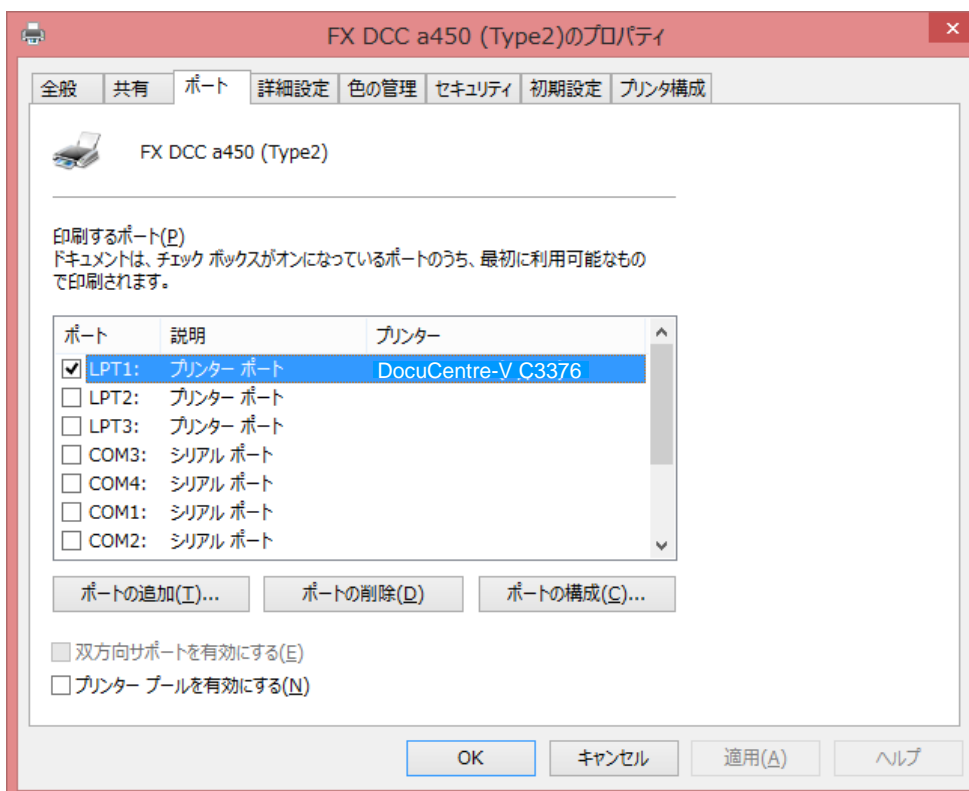 FX DCC a450 (Type2)のプロパティ
全般 共有 ポート 詳細設定 色の管理 セキュリティ 初期設定 プリンタ構成
FX DCC a450 (Type2)
印刷するポート(P)
ドキュメントは、チェック ボックスがオンになっているポートのうち、最初に利用可能なもの
で印刷されます。
ポート 説明 プリンター
LPT1: プリンター ポート DocuCentre-V C3376
LPT2: プリンター ポート
LPT3: プリンター ポート
COM3: シリアル ポート
COM4: シリアル ポート
COM1: シリアル ポート
COM2: シリアル ポート
ポートの追加(T)... ポートの削除(D) ポートの構成(C)...
双方向サポートを有効にする(E)
プリンター プールを有効にする(N)
OK キャンセル 適用(A) ヘルプ